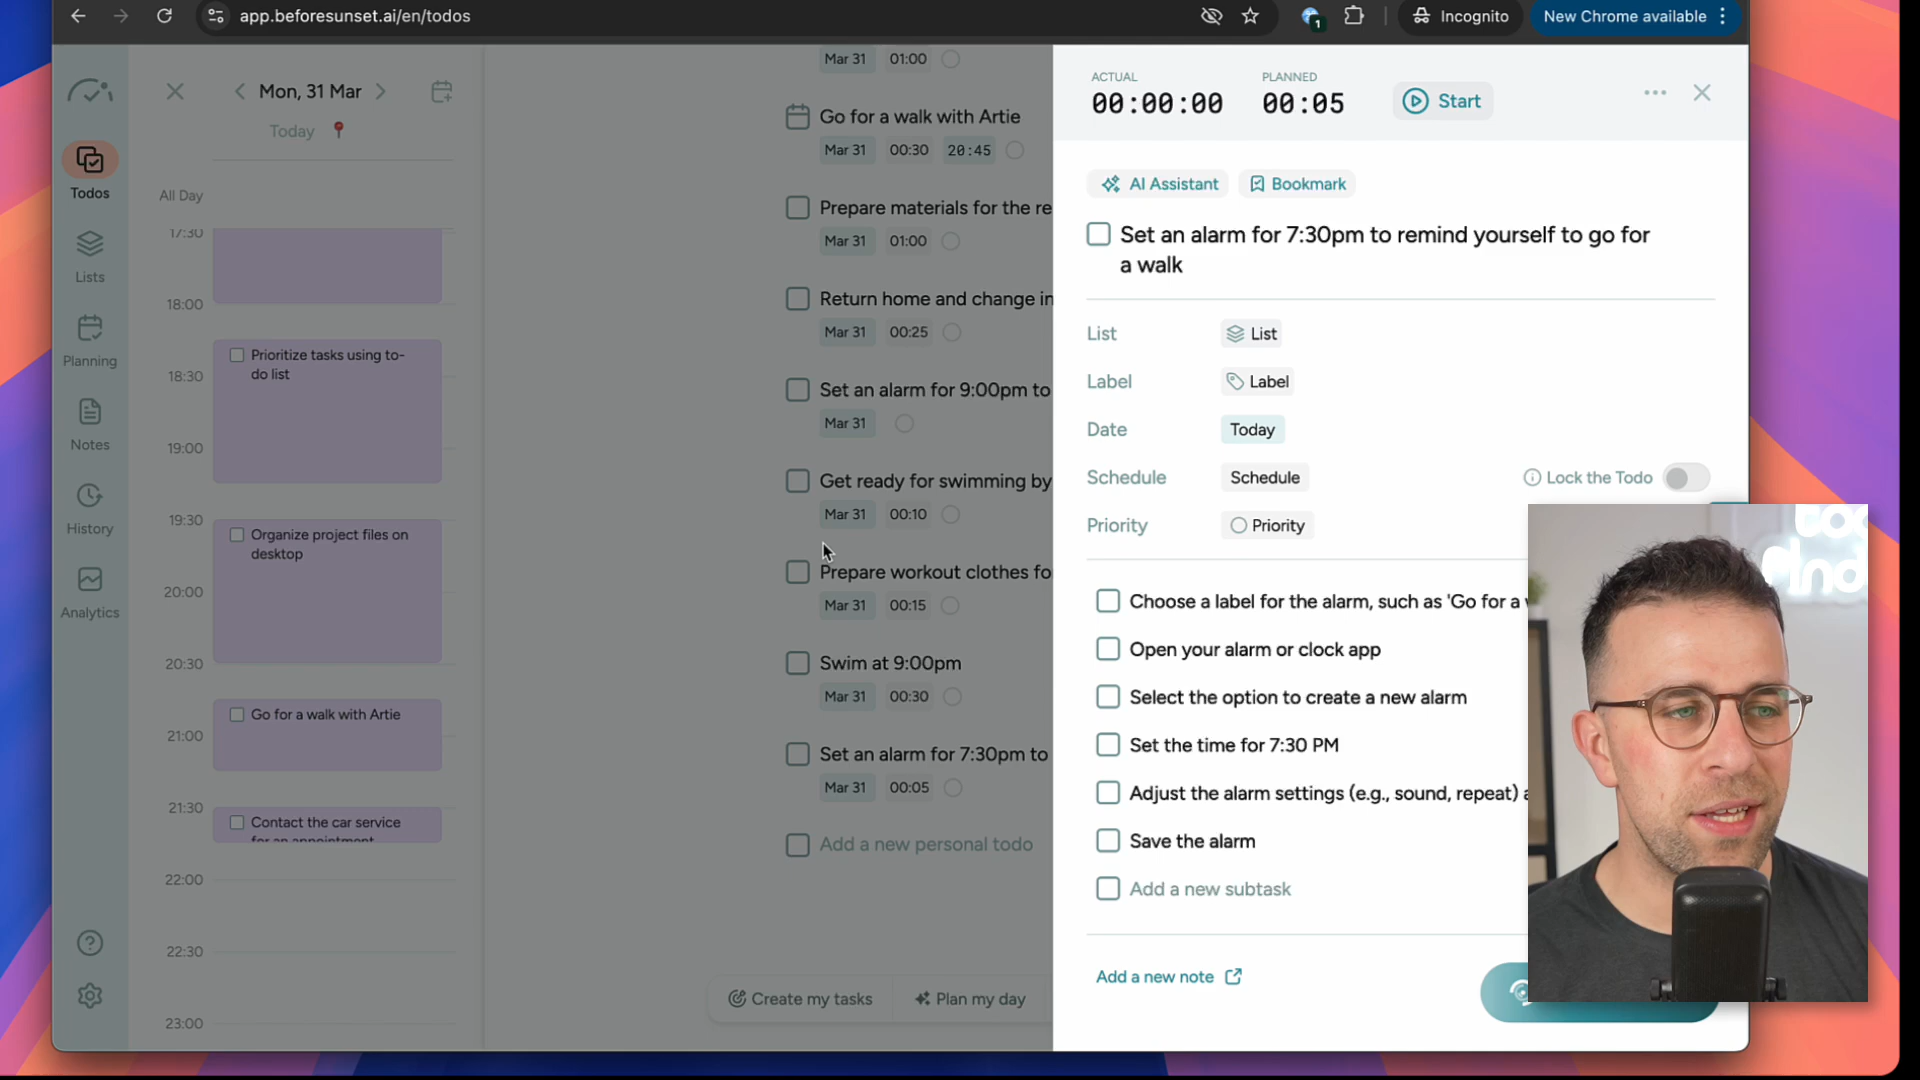 app.beforesunset.ai/en/todos
1
Incognito
New Chrome available
Todos
Lists
Planning
Notes
History
Analytics
Mon, 31 Mar
Today
All Day
17:30
18:00
18:30
19:00
19:30
20:00
20:30
21:00
21:30
22:00
22:30
23:00
Prioritize tasks using to-
do list
Organize project files on
desktop
Go for a walk with Artie
Contact the car service
for an appointment
Mar 31 01:00
Go for a walk with Artie
Mar 31 00:30 20:45
Prepare materials for the re
Mar 31 01:00
Return home and change in
Mar 31 00:25
Set an alarm for 9:00pm to
Mar 31
Get ready for swimming by
Mar 31 00:10
Prepare workout clothes fo
Mar 31 00:15
Swim at 9:00pm
Mar 31 00:30
Set an alarm for 7:30pm to
Mar 31 00:05
Add a new personal todo
Create my tasks
Plan my day
ACTUAL PLANNED
00:00:00 00:05 Start
AI Assistant Bookmark
Set an alarm for 7:30pm to remind yourself to go for
a walk
List List
Label Label
Date Today
Schedule Schedule Lock the Todo
Priority Priority
Choose a label for the alarm, such as 'Go for a
Open your alarm or clock app
Select the option to create a new alarm
Set the time for 7:30 PM
Adjust the alarm settings (e.g., sound, repeat)
Save the alarm
Add a new subtask
Add a new note